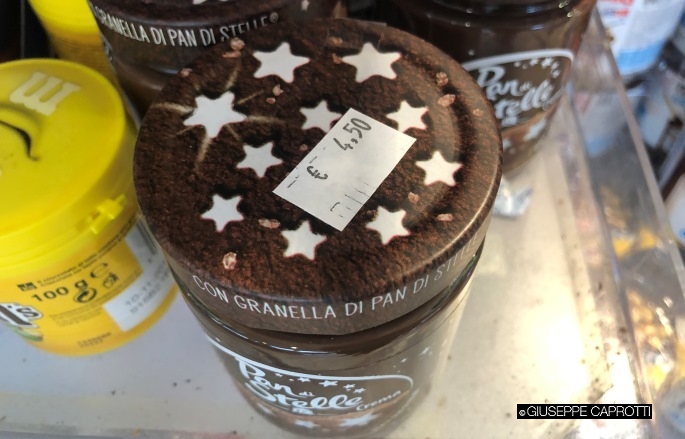 GRANELLA DI PAN DI STELLE®
m
Pan di
Stelle
€ 4,50
100 g e
CON GRANELLA DI PAN DI STELLE
Pan di
Stelle
Crema
©GIUSEPPE CAPROTTI